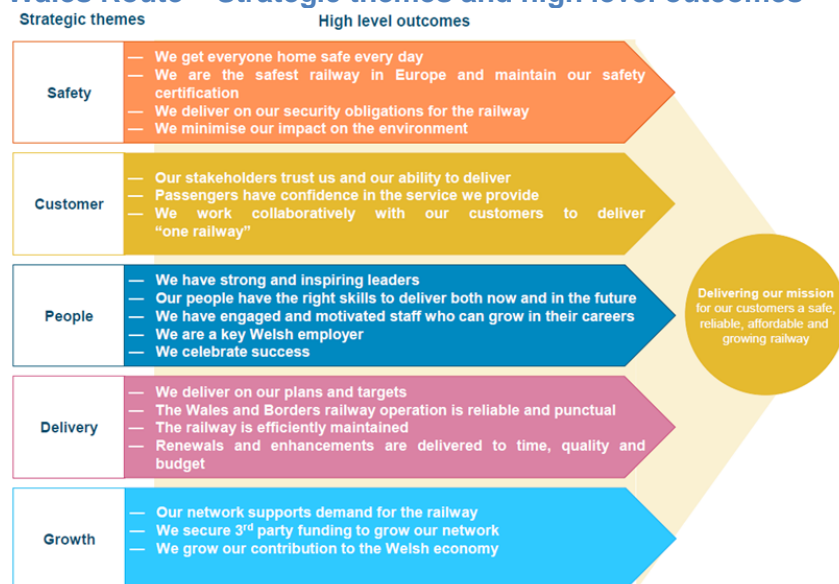 Wales Route – Strategic themes and high level outcomes
Strategic themes
High level outcomes
Safety
— We get everyone home safe every day
— We are the safest railway in Europe and maintain our safety
certification
— We deliver on our security obligations for the railway
— We minimise our impact on the environment
Customer
— Our stakeholders trust us and our ability to deliver
— Passengers have confidence in the service we provide
— We work collaboratively with our customers to deliver
“one railway”
People
— We have strong and inspiring leaders
— Our people have the right skills to deliver both now and in the future
— We have engaged and motivated staff who can grow in their careers
— We are a key Welsh employer
— We celebrate success
Delivery
— We deliver on our plans and targets
— The Wales and Borders railway operation is reliable and punctual
— The railway is efficiently maintained
— Renewals and enhancements are delivered to time, quality and
budget
Growth
— Our network supports demand for the railway
— We secure 3rd party funding to grow our network
— We grow our contribution to the Welsh economy
Delivering our mission
for our customers a safe,
reliable, affordable and
growing railway